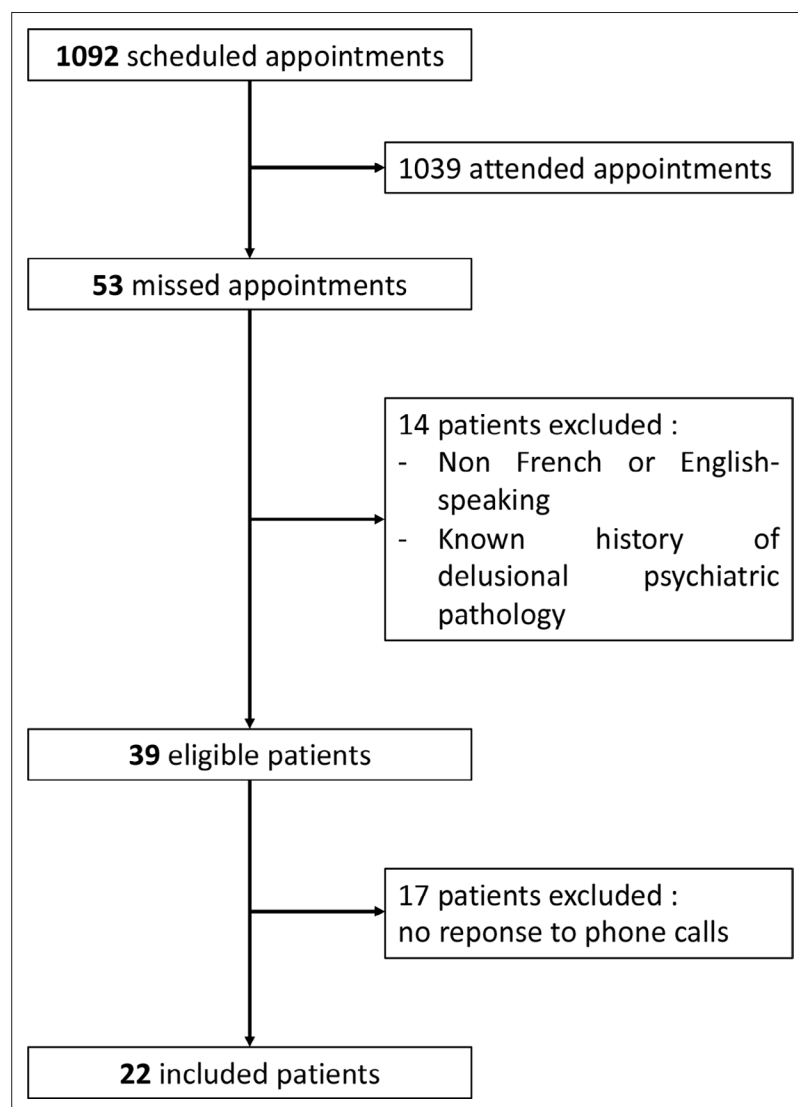 1092 scheduled appointments
1039 attended appointments
53 missed appointments
14 patients excluded :
- Non French or English-
speaking
- Known history of
delusional psychiatric
pathology
39 eligible patients
17 patients excluded :
no reponse to phone calls
22 included patients